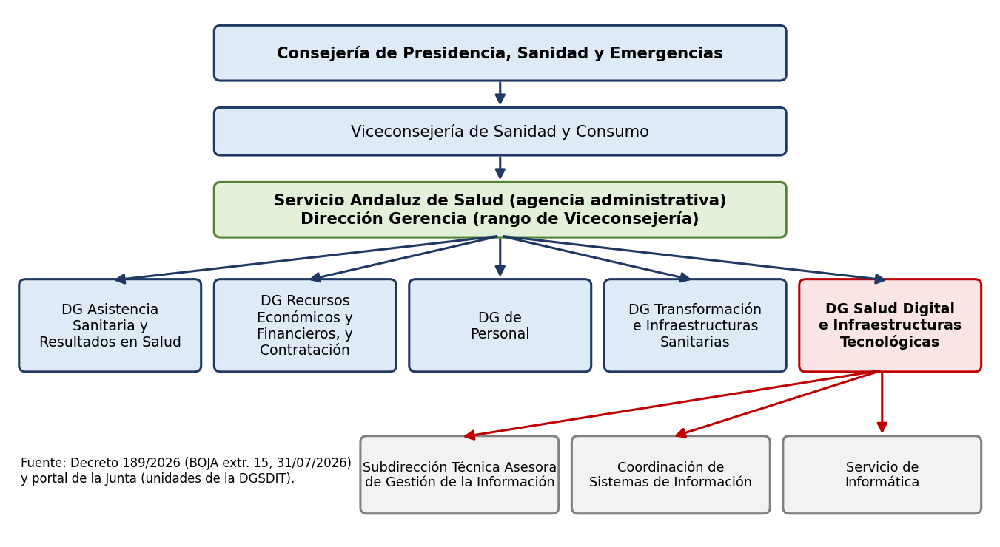 Consejería de Presidencia, Sanidad y Emergencias
Viceconsejería de Sanidad y Consumo
Servicio Andaluz de Salud (agencia administrativa)
Dirección Gerencia (rango de Viceconsejería)
DG Asistencia
Sanitaria y
Resultados en Salud
DG Recursos
Económicos y
Financieros, y
Contratación
DG de
Personal
DG Transformación
e Infraestructuras
Sanitarias
DG Salud Digital
e Infraestructuras
Tecnológicas
Fuente: Decreto 189/2026 (BOJA extr. 15, 31/07/2026)
y portal de la Junta (unidades de la DGSDIT).
Subdirección Técnica Asesora
de Gestión de la Información
Coordinación de
Sistemas de Información
Servicio de
Informática